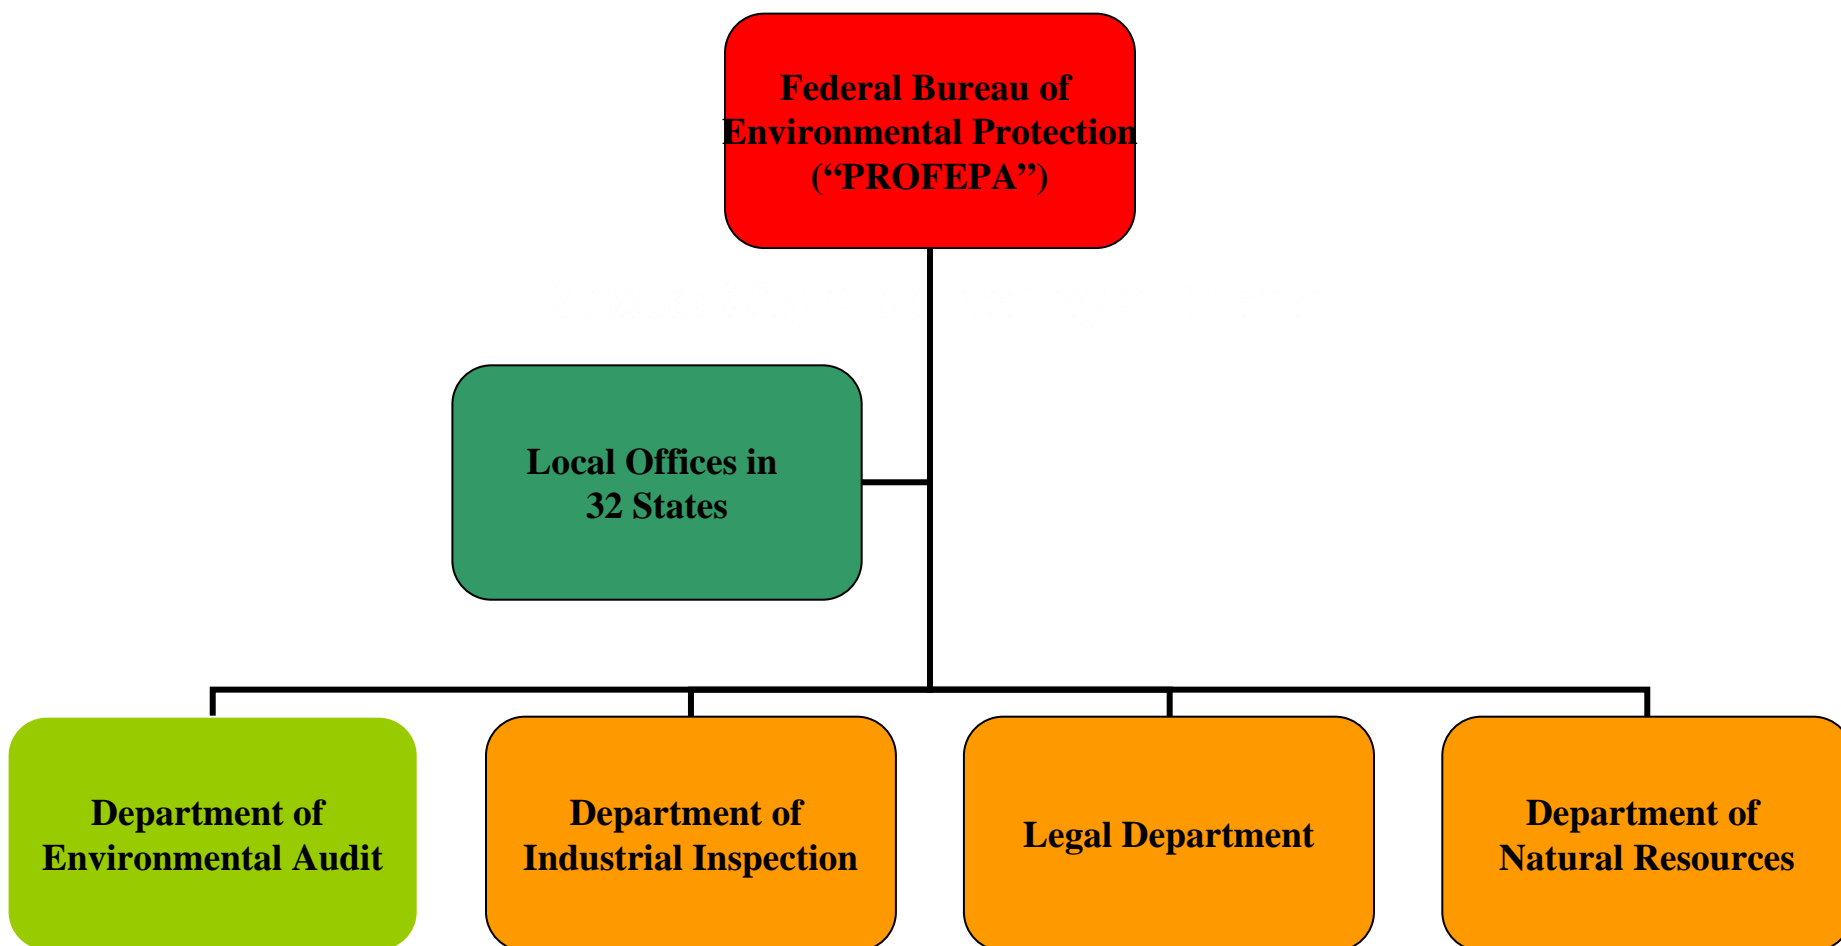 Federal Bureau of
Environmental Protection
(“PROFEPA”)
Local Offices in
32 States
Department of
Environmental Audit
Department of
Industrial Inspection
Legal Department
Department of
Natural Resources